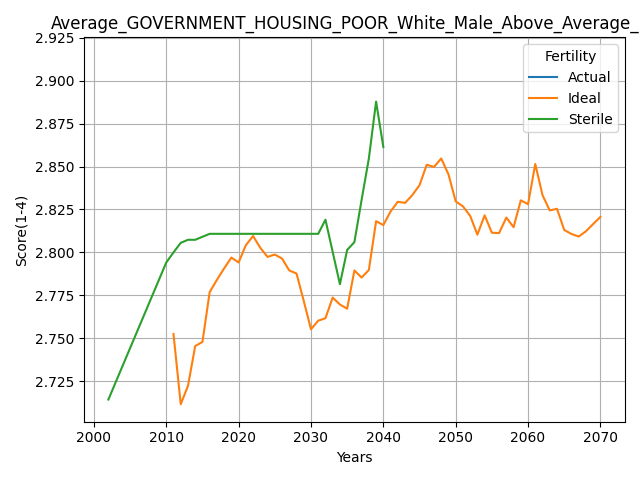 Average_GOVERNMENT_HOUSING_POOR_White_Male_Above_Average_
2.925
2.900
2.875
2.850
2.825
2.800
2.775
2.750
2.725
Score(1-4)
Fertility
Actual
Ideal
Sterile
2000 2010 2020 2030 2040 2050 2060 2070
Years